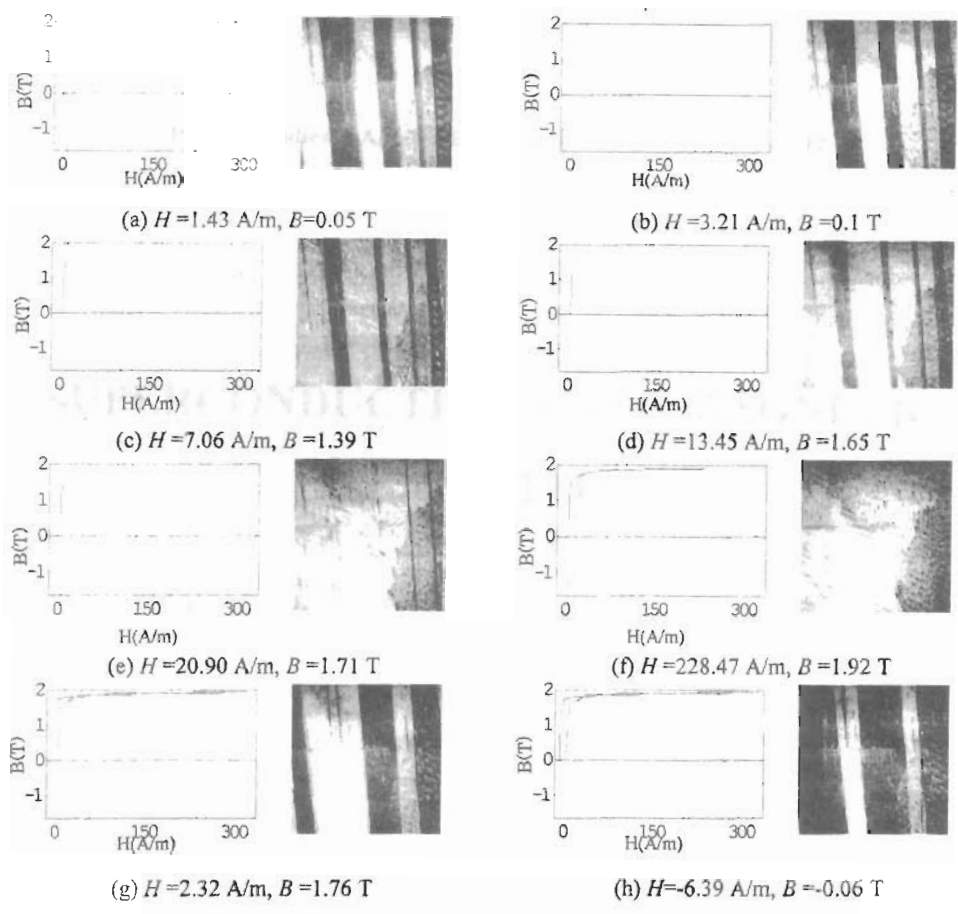 2 2
1 1
B(T) 0 B(T) 0
-1 -1
0 150 300 0 150 300
H(A/m) H(A/m)
(a) H =1.43 A/m, B=0.05 T (b) H =3.21 A/m, B =0.1 T
2 2
1 1
B(T) 0 B(T) 0
-1 -1
0 150 300 0 150 300
H(A/m) H(A/m)
(c) H =7.06 A/m, B =1.39 T (d) H =13.45 A/m, B =1.65 T
2 2
1 1
B(T) 0 B(T) 0
-1 -1
0 150 300 0 150 300
H(A/m) H(A/m)
(e) H =20.90 A/m, B =1.71 T (f) H =228.47 A/m, B =1.92 T
2 2
1 1
B(T) 0 B(T) 0
-1 -1
0 150 300 0 150 300
H(A/m) H(A/m)
(g) H =2.32 A/m, B =1.76 T (h) H=-6.39 A/m, B =-0.06 T